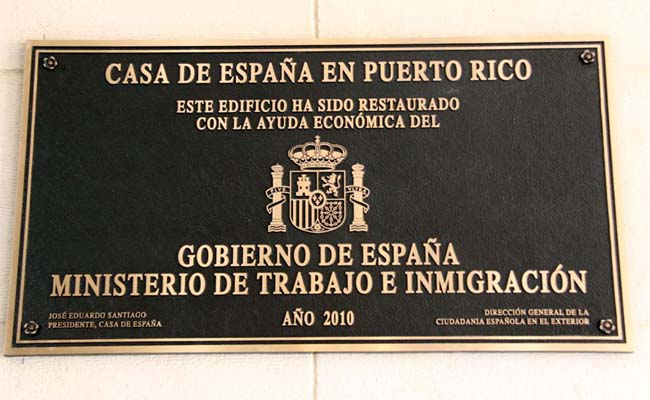 CASA DE ESPAÑA EN PUERTO RICO
ESTE EDIFICIO HA SIDO RESTAURADO
CON LA AYUDA ECONÓMICA DEL
GOBIERNO DE ESPAÑA
MINISTERIO DE TRABAJO E INMIGRACIÓN
JOSÉ EDUARDO SANTIAGO
PRESIDENTE, CASA DE ESPAÑA
AÑO 2010
DIRECCIÓN GENERAL DE LA
CIUDADANIA ESPAÑOLA EN EL EXTERIOR